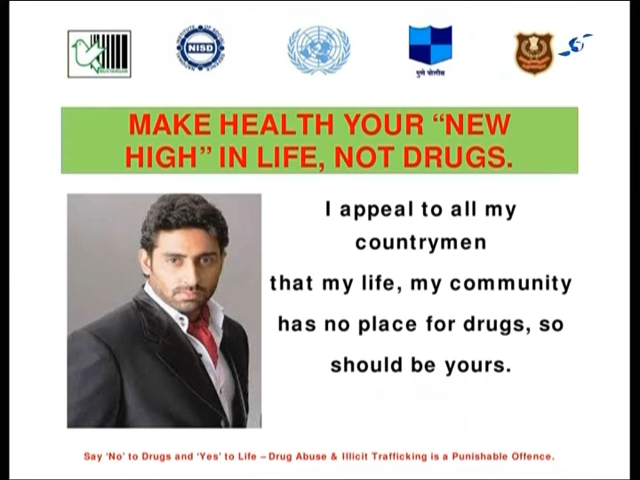 NISD
पुणे पोलीस
MAKE HEALTH YOUR “NEW
HIGH” IN LIFE, NOT DRUGS.
I appeal to all my
countrymen
that my life, my community
has no place for drugs, so
should be yours.
Say ‘No’ to Drugs and ‘Yes’ to Life – Drug Abuse & Illicit Trafficking is a Punishable Offence.